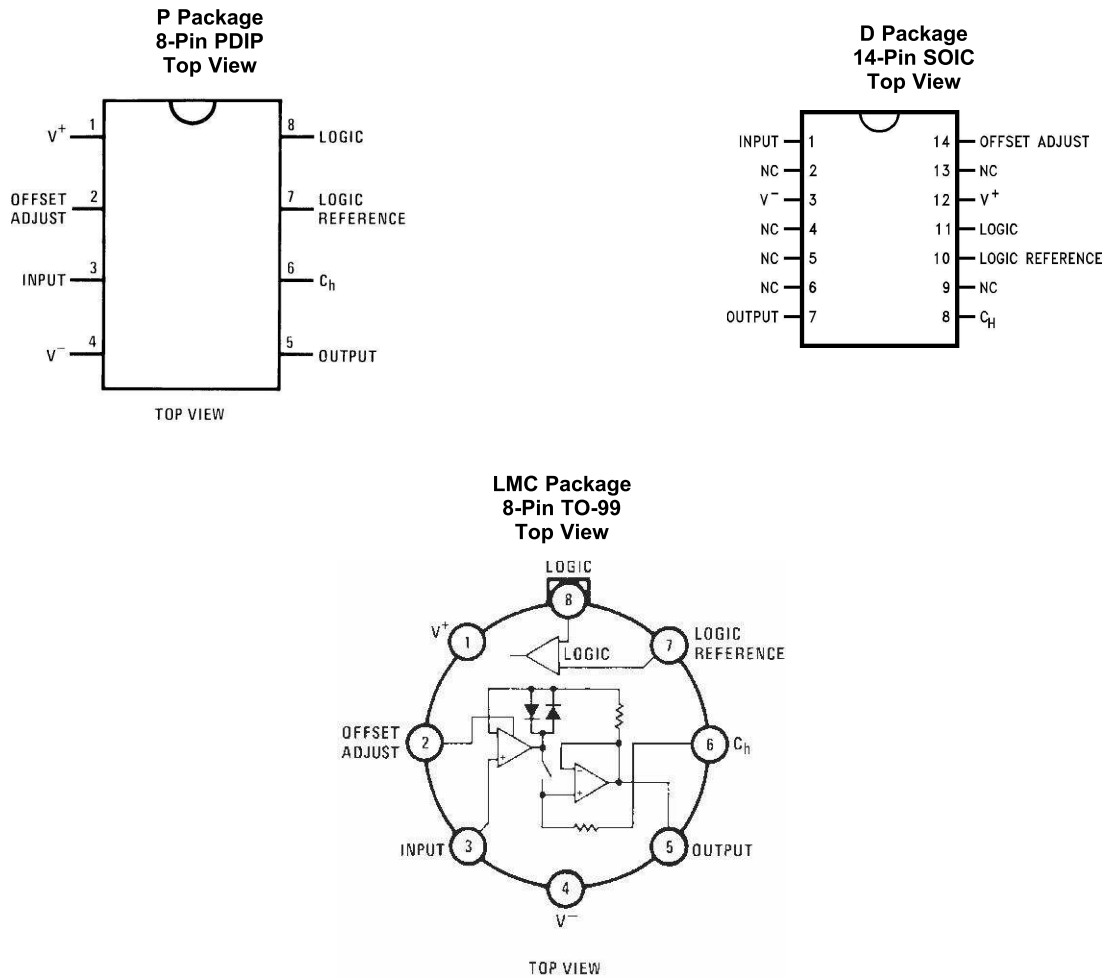 P Package
8-Pin PDIP
Top View
V+ 1
8 LOGIC
OFFSET ADJUST 2
7 LOGIC REFERENCE
INPUT 3
6 Ch
V− 4
5 OUTPUT
TOP VIEW
D Package
14-Pin SOIC
Top View
INPUT 1
14 OFFSET ADJUST
NC 2
13 NC
V− 3
12 V+
NC 4
11 LOGIC
NC 5
10 LOGIC REFERENCE
NC 6
9 NC
OUTPUT 7
8 CH
LMC Package
8-Pin TO-99
Top View
LOGIC
8
V+ 1
7 LOGIC
REFERENCE
LOGIC
OFFSET
ADJUST 2
+
−
+
6 Ch
INPUT 3
5 OUTPUT
4
V−
TOP VIEW